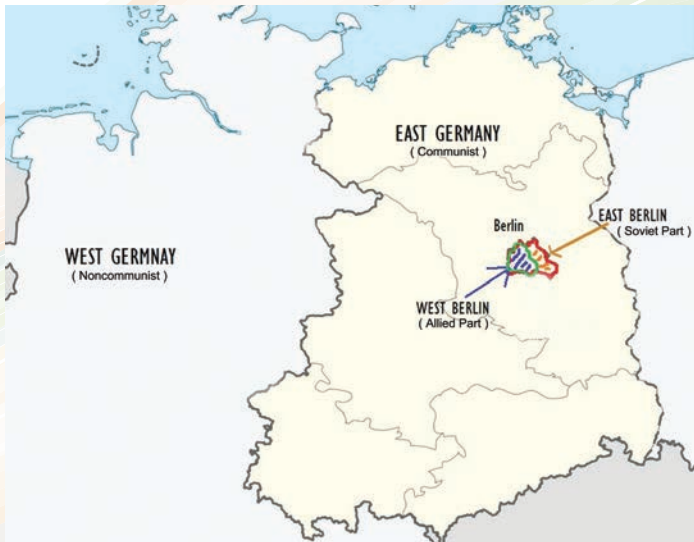 EAST GERMANY
( Communist )
Berlin
EAST BERLIN
( Soviet Part )
WEST GERMNAY
( Noncommunist )
WEST BERLIN
( Allied Part )